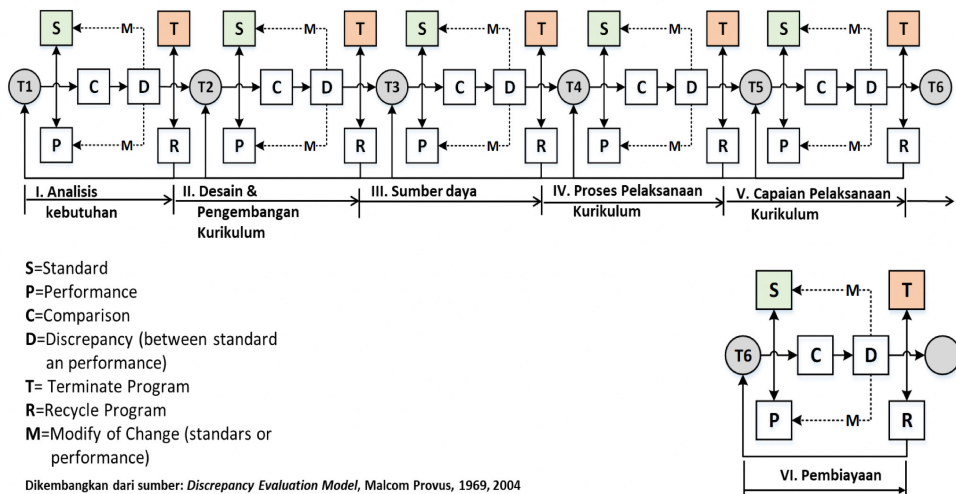 S M T S M T S M T S M T S M T
T1 C D T2 C D T3 C D T4 C D T5 C D T6
P M R P M R P M R P M R P M R
I. Analisis
kebutuhan
II. Desain &
Pengembangan
Kurikulum
III. Sumber daya
IV. Proses Pelaksanaan
Kurikulum
V. Capaian Pelaksanaan
Kurikulum
S=Standard
P=Performance
C=Comparison
D=Discrepancy (between standard
an performance)
T= Terminate Program
R=Recycle Program
M=Modify of Change (standars or
performance)
Dikembangkan dari sumber: Discrepancy Evaluation Model, Malcom Provus, 1969, 2004
S M T
T6 C D
P M R
VI. Pembiayaan